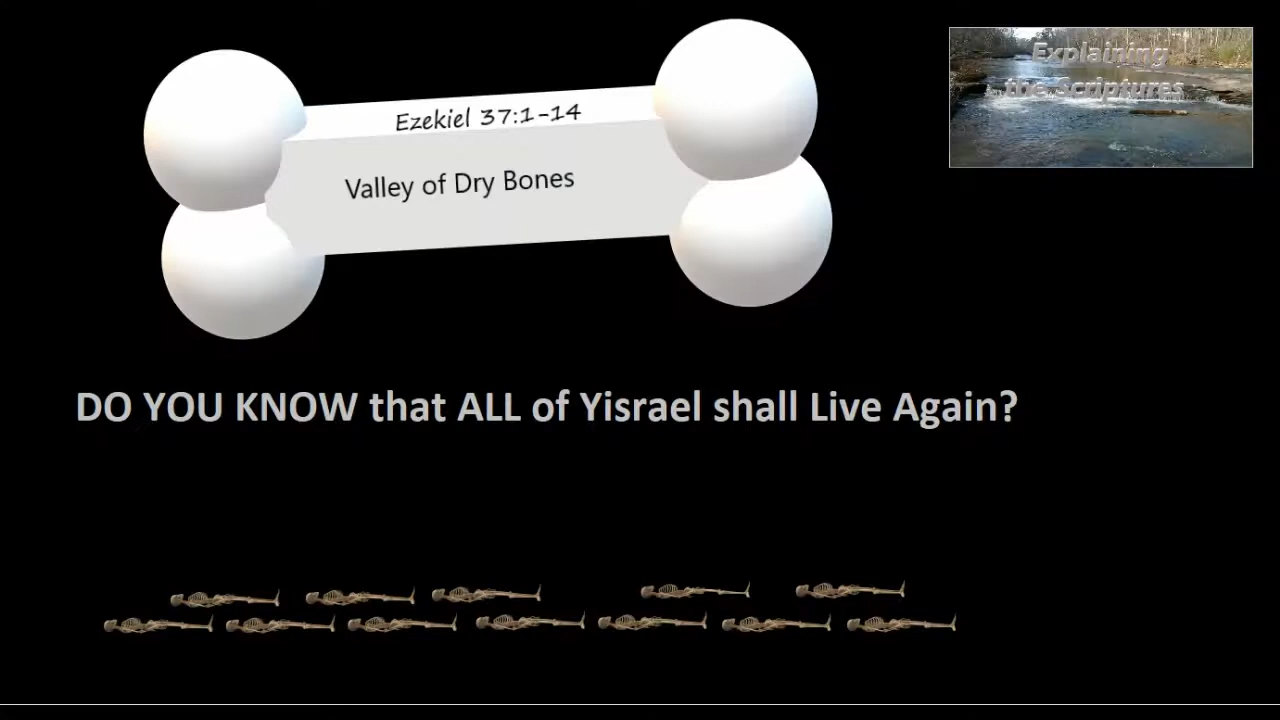 Ezekiel 37:1-14
Valley of Dry Bones
Explaining
the Scriptures
DO YOU KNOW that ALL of Yisrael shall Live Again?